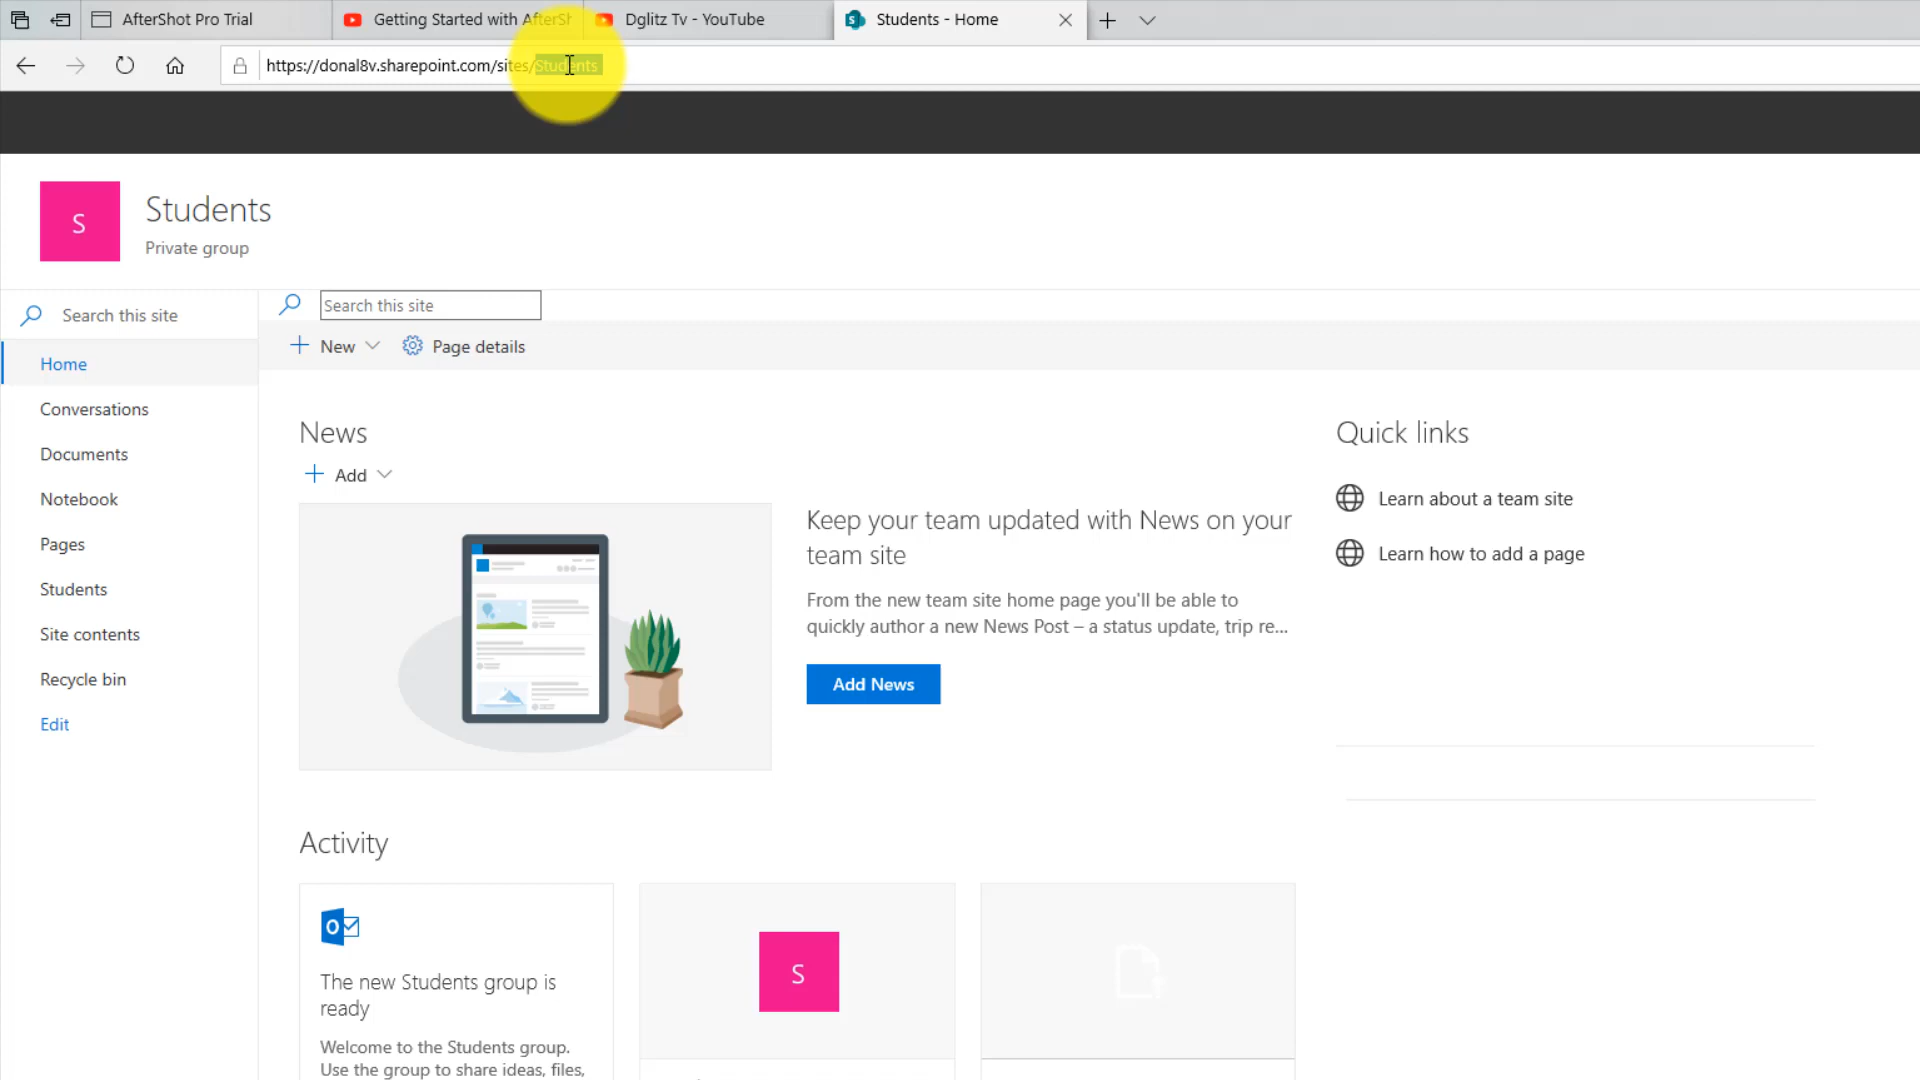 AfterShot Pro Trial
Getting Started with AfterSh
Dglitz Tv - YouTube
Students - Home
https://donal8v.sharepoint.com/sites/Students
S
Students
Private group
Search this site
Search this site
New
Page details
Home
Conversations
Documents
Notebook
Pages
Students
Site contents
Recycle bin
Edit
News
Add
Keep your team updated with News on your
team site
From the new team site home page you'll be able to
quickly author a new News Post – a status update, trip re...
Add News
Quick links
Learn about a team site
Learn how to add a page
Activity
The new Students group is
ready
Welcome to the Students group.
Use the group to share ideas, files,
S